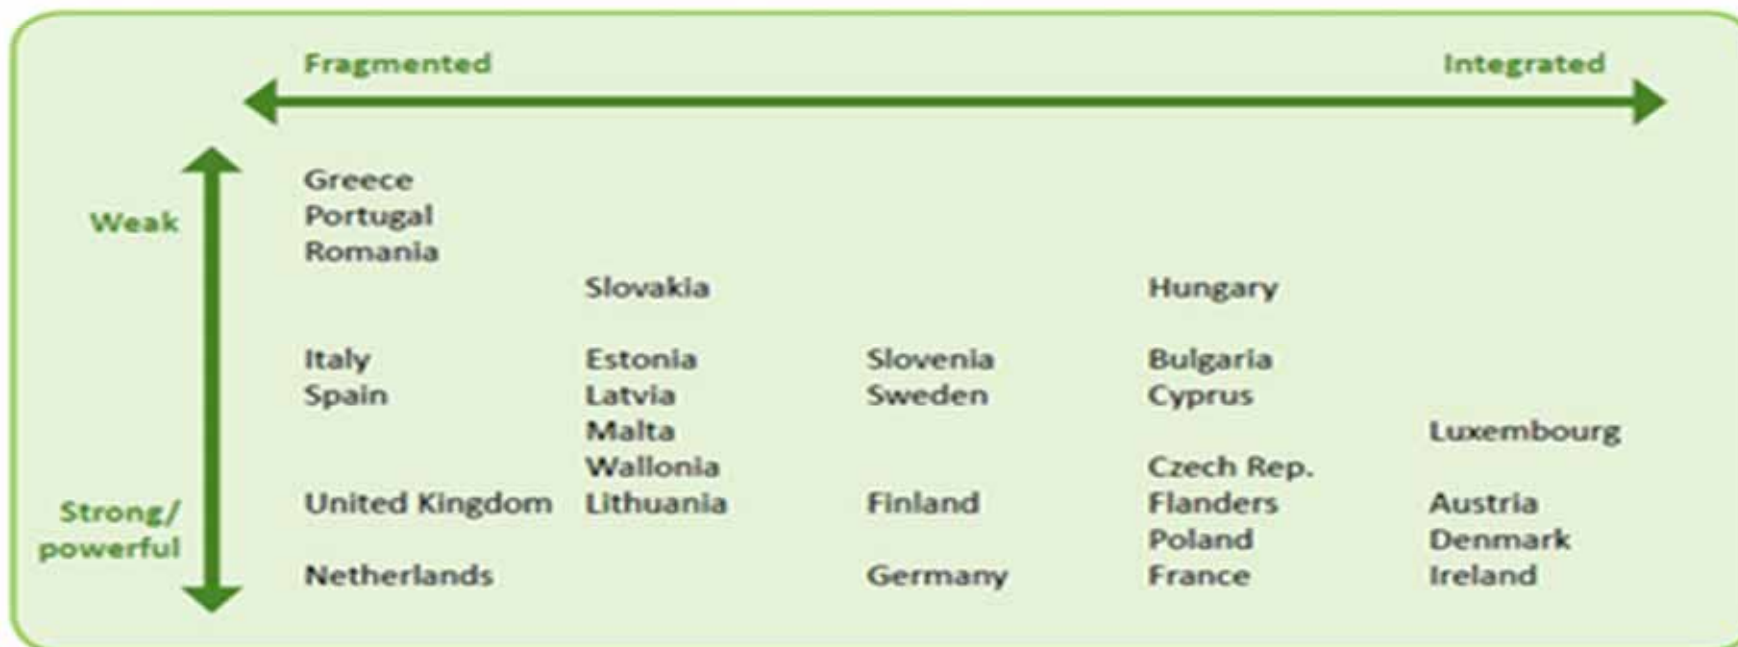 Fragmented Integrated
Greece
Weak Portugal
Romania
Slovakia Hungary
Italy Estonia Slovenia Bulgaria
Spain Latvia Sweden Cyprus
Malta Luxembourg
Wallonia Czech Rep.
Strong/ United Kingdom Lithuania Finland Flanders Austria
powerful Poland Denmark
Netherlands Germany France Ireland